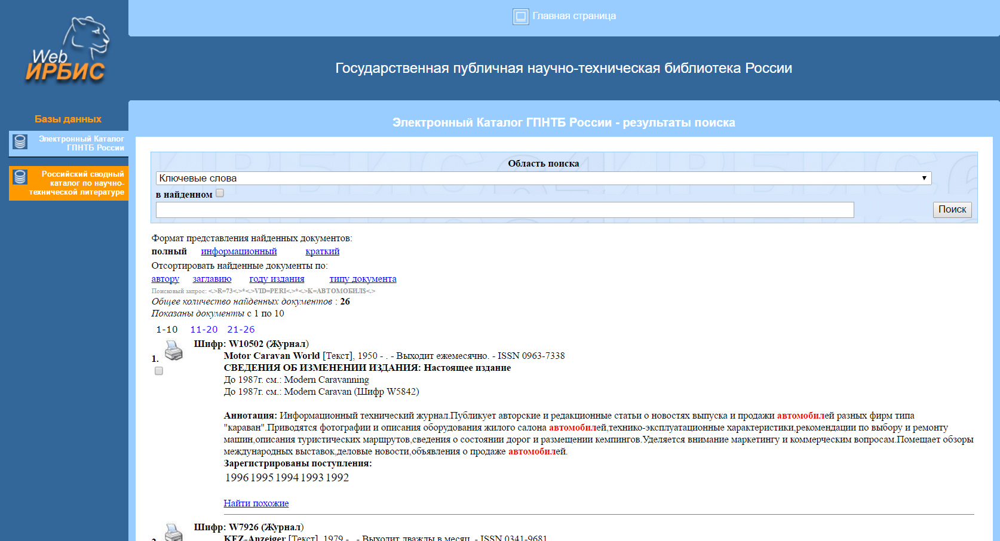 Главная страница
Web
ИРБИС
Государственная публичная научно-техническая библиотека России
Базы данных
Электронный Каталог
ГПНТБ России
Российский сводный
каталог по научно-
технической литературе
Электронный Каталог ГПНТБ России - результаты поиска
Область поиска
Ключевые слова
в найденном
Поиск
Формат представления найденных документов:
полный информационный краткий
Отсортировать найденные документы по:
автору заглавию году издания типу документа
Поисковый запрос: <.>R=73<.>*<.>VID=PERI<.>*<.>K=АВТОМОБИЛ$<.>
Общее количество найденных документов : 26
Показаны документы с 1 по 10
1-10 11-20 21-26
1.
Шифр: W10502 (Журнал)
Motor Caravan World [Текст], 1950 - . - Выходит ежемесячно. - ISSN 0963-7338
СВЕДЕНИЯ ОБ ИЗМЕНЕНИИ ИЗДАНИЯ: Настоящее издание
До 1987г. см.: Modern Caravanning
До 1987г. см.: Modern Caravan (Шифр W5842)
Аннотация: Информационный технический журнал.Публикует авторские и редакционные статьи о новостях выпуска и продажи автомобилей разных фирм типа
"караван".Приводятся фотографии и описания оборудования жилого салона автомобилей,технико-эксплуатационные характеристики,рекомендации по выбору и ремонту
машин,описания туристических маршрутов,сведения о состоянии дорог и размещении кемпингов.Уделяется внимание маркетингу и коммерческим вопросам.Помещает обзоры
международных выставок,деловые новости,объявления о продаже автомобилей.
Зарегистрированы поступления:
1996 1995 1994 1993 1992
Найти похожие
2.
Шифр: W7926 (Журнал)
KFZ-Anzeiger [Текст], 1979 - . - Выходит дважды в месяц. - ISSN 0341-9681